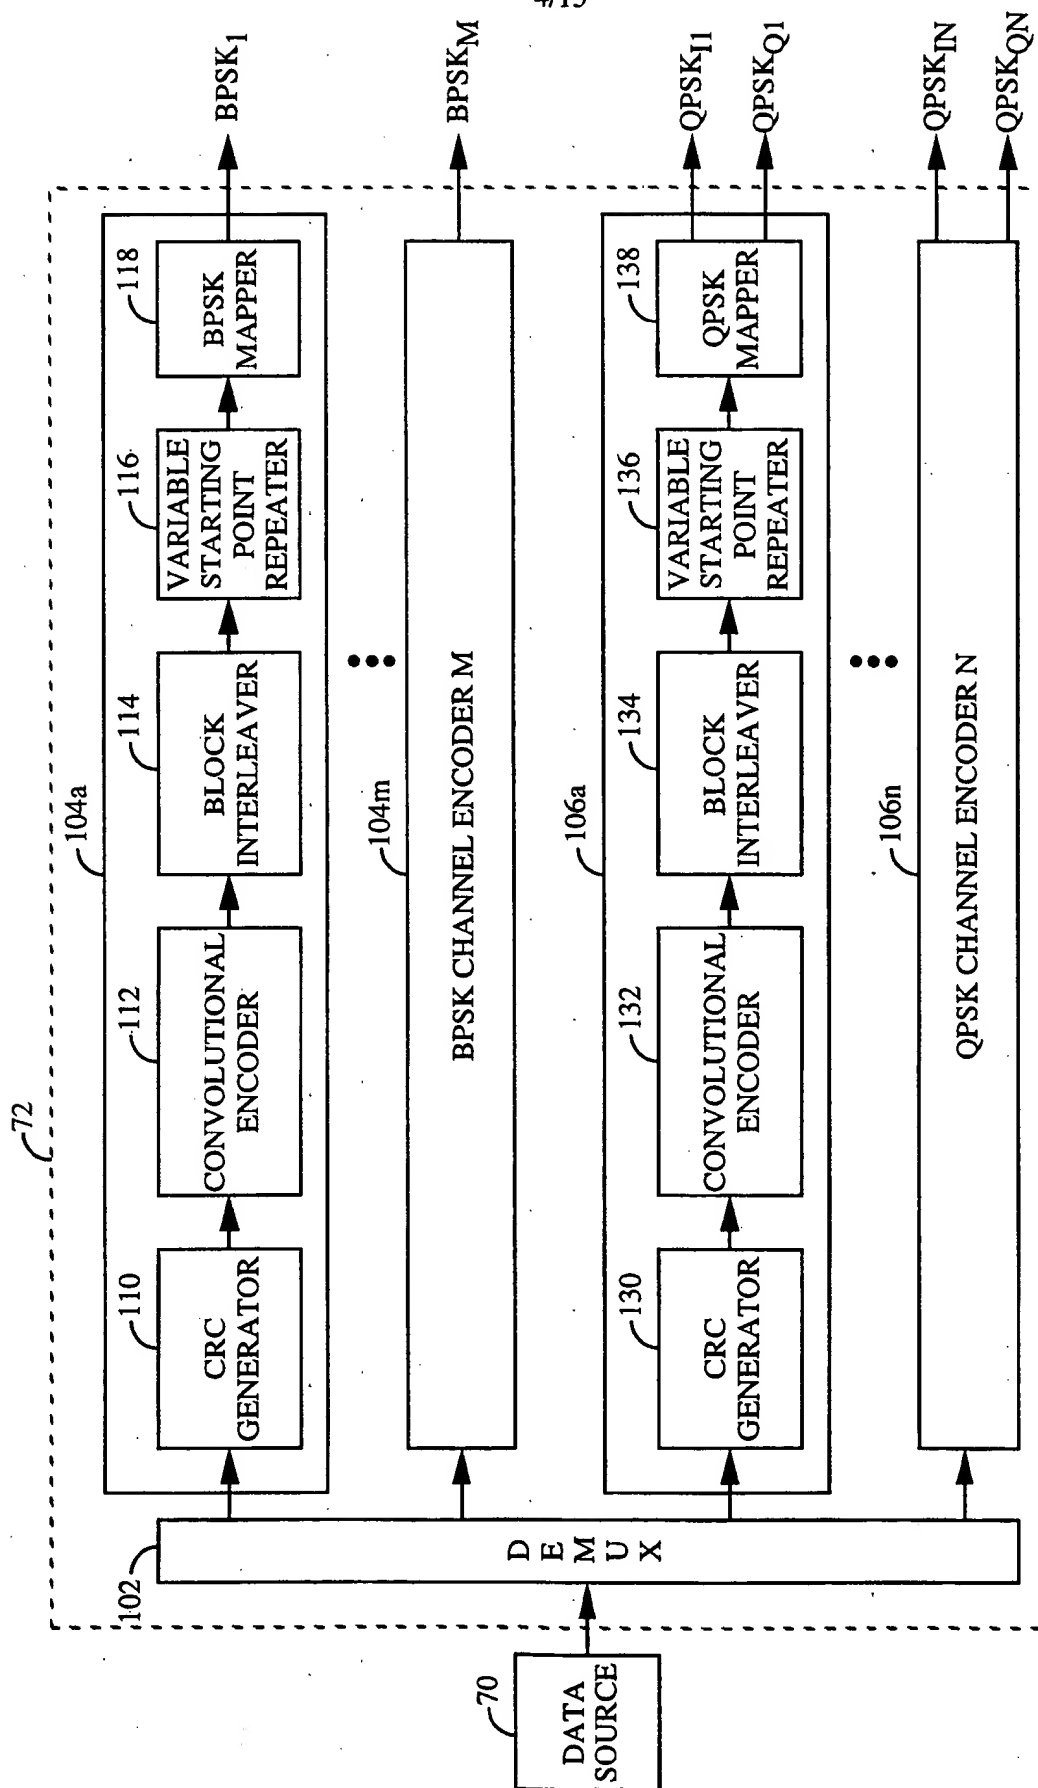 4/13
72
70
DATA
SOURCE
102
D
E
M
U
X
104a
110
CRC
GENERATOR
112
CONVOLUTIONAL
ENCODER
114
BLOCK
INTERLEAVER
116
VARIABLE
STARTING
POINT
REPEATER
118
BPSK
MAPPER
BPSK1
104m
BPSK CHANNEL ENCODER M
BPSKM
106a
130
CRC
GENERATOR
132
CONVOLUTIONAL
ENCODER
134
BLOCK
INTERLEAVER
136
VARIABLE
STARTING
POINT
REPEATER
138
QPSK
MAPPER
QPSKI1
QPSKQ1
106n
QPSK CHANNEL ENCODER N
QPSKIN
QPSKQN